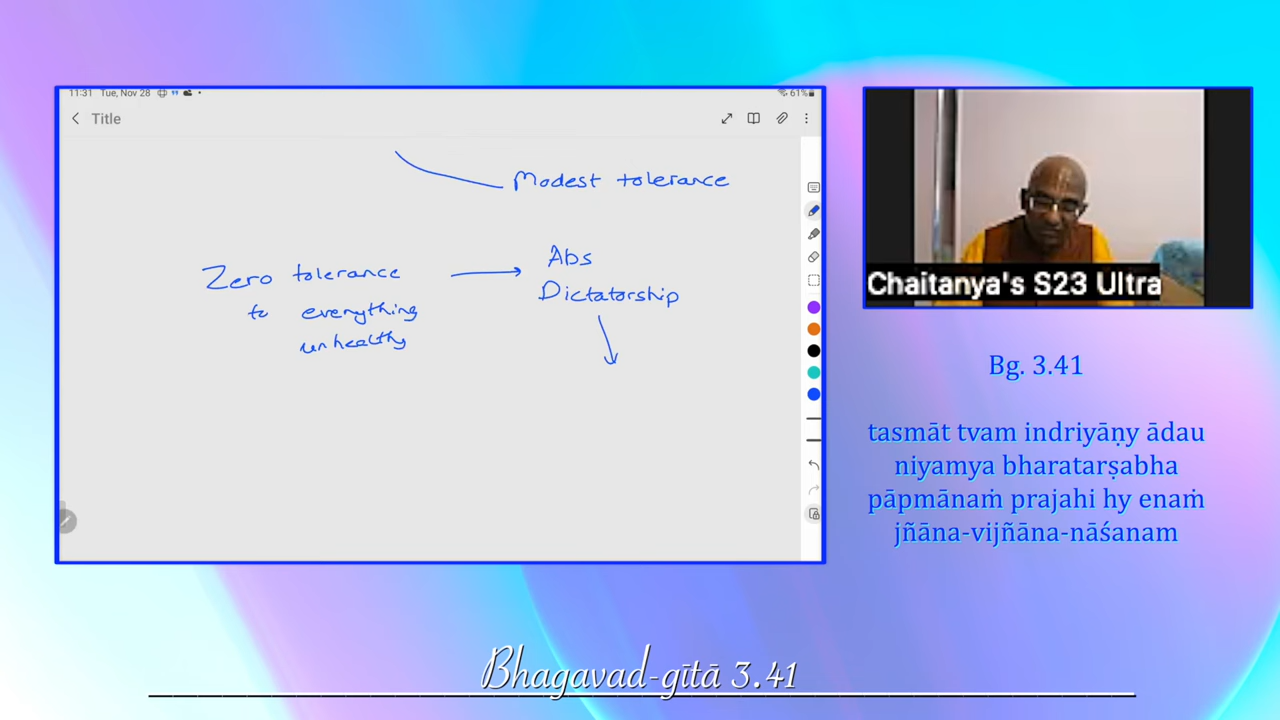 11:31 Tue, Nov 28
61%
Title
Modest tolerance
Zero tolerance
to everything
unhealthy
Abs
Dictatorship
Chaitanya's S23 Ultra
Bg. 3.41
tasmāt tvam indriyāṇy ādau
niyamya bharatarṣabha
pāpmānaṁ prajahi hy enaṁ
jñāna-vijñāna-nāśanam
Bhagavad-gītā 3.41